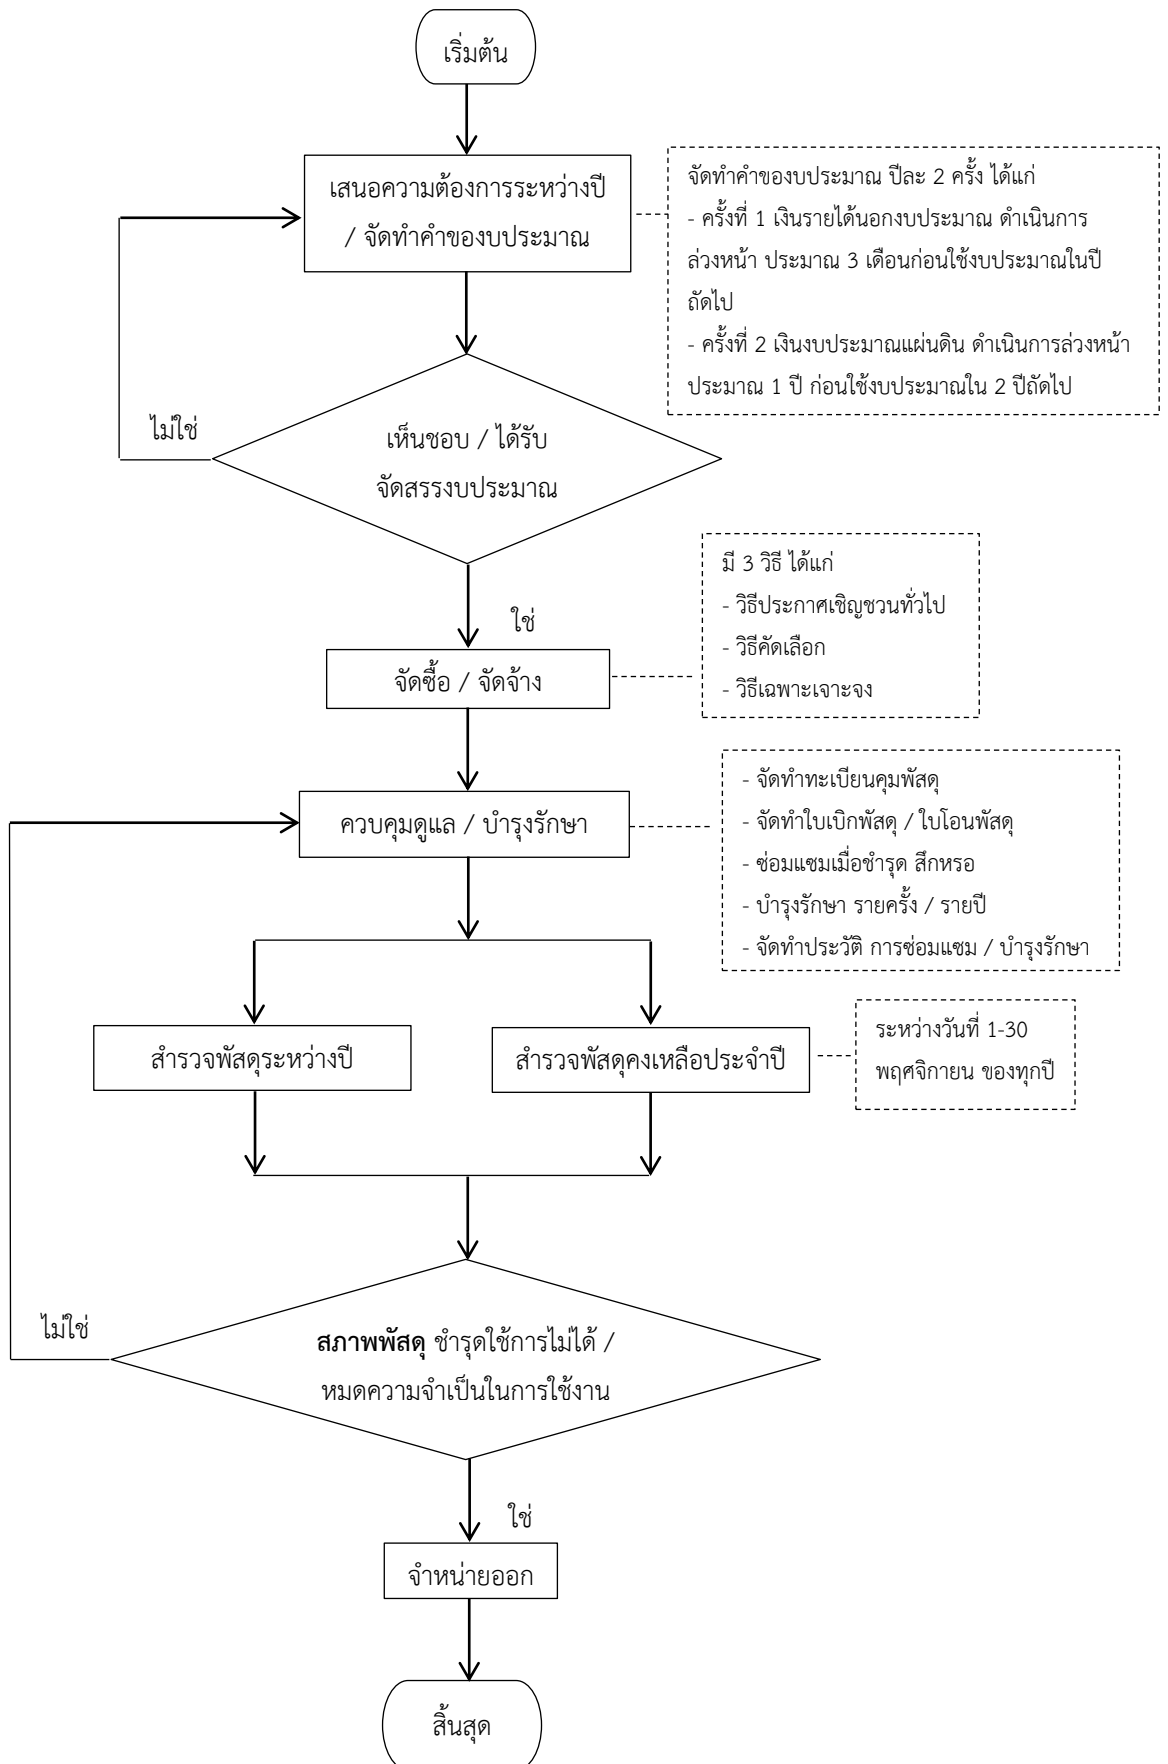 เริ่มต้น
เสนอความต้องการระหว่างปี
/ จัดทำคำของบประมาณ
จัดทำคำของบประมาณ ปีละ 2 ครั้ง ได้แก่
- ครั้งที่ 1 เงินรายได้นอกงบประมาณ ดำเนินการ
ล่วงหน้า ประมาณ 3 เดือนก่อนใช้งบประมาณในปี
ถัดไป
- ครั้งที่ 2 เงินงบประมาณแผ่นดิน ดำเนินการล่วงหน้า
ประมาณ 1 ปี ก่อนใช้งบประมาณใน 2 ปีถัดไป
ไม่ใช่
เห็นชอบ / ได้รับ
จัดสรรงบประมาณ
ใช่
จัดซื้อ / จัดจ้าง
มี 3 วิธี ได้แก่
- วิธีประกาศเชิญชวนทั่วไป
- วิธีคัดเลือก
- วิธีเฉพาะเจาะจง
ควบคุมดูแล / บำรุงรักษา
- จัดทำทะเบียนคุมพัสดุ
- จัดทำใบเบิกพัสดุ / ใบโอนพัสดุ
- ซ่อมแซมเมื่อชำรุด สึกหรอ
- บำรุงรักษา รายครั้ง / รายปี
- จัดทำประวัติ การซ่อมแซม / บำรุงรักษา
สำรวจพัสดุระหว่างปี
สำรวจพัสดุคงเหลือประจำปี
ระหว่างวันที่ 1-30
พฤศจิกายน ของทุกปี
ไม่ใช่
สภาพพัสดุ ชำรุดใช้การไม่ได้ /
หมดความจำเป็นในการใช้งาน
ใช่
จำหน่ายออก
สิ้นสุด